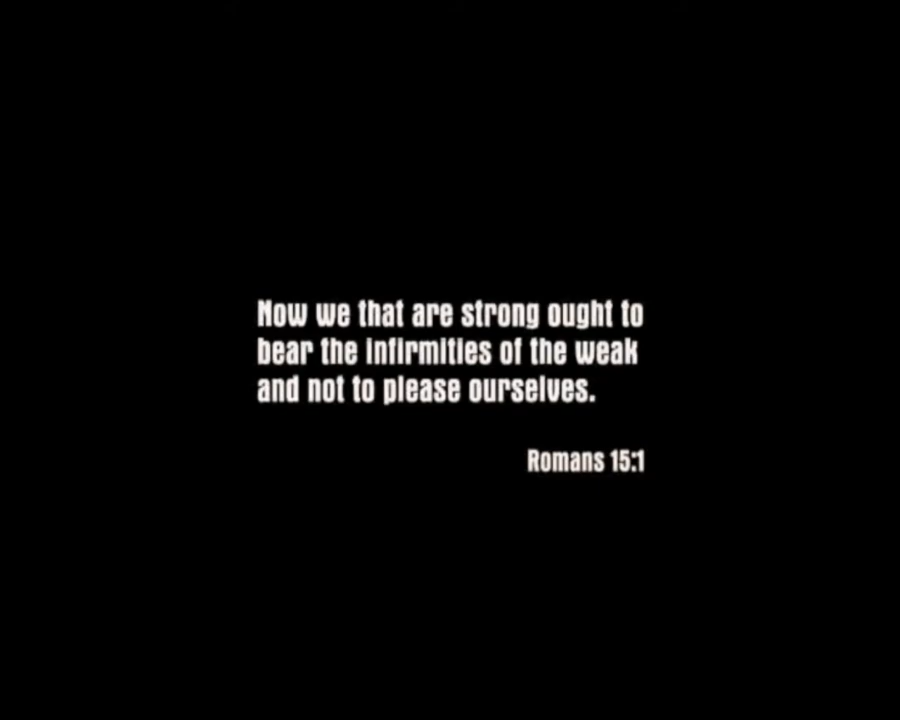 Now we that are strong ought to
bear the infirmities of the weak
and not to please ourselves.
Romans 15:1